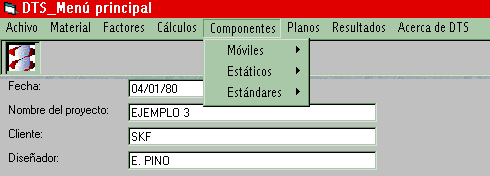 DTS_Menú principal
Achivo Material Factores Cálculos Componentes Planos Resultados Acerca de DTS
Móviles
Estáticos
Estándares
Fecha: 04/01/80
Nombre del proyecto: EJEMPLO 3
Cliente: SKF
Diseñador: E. PINO